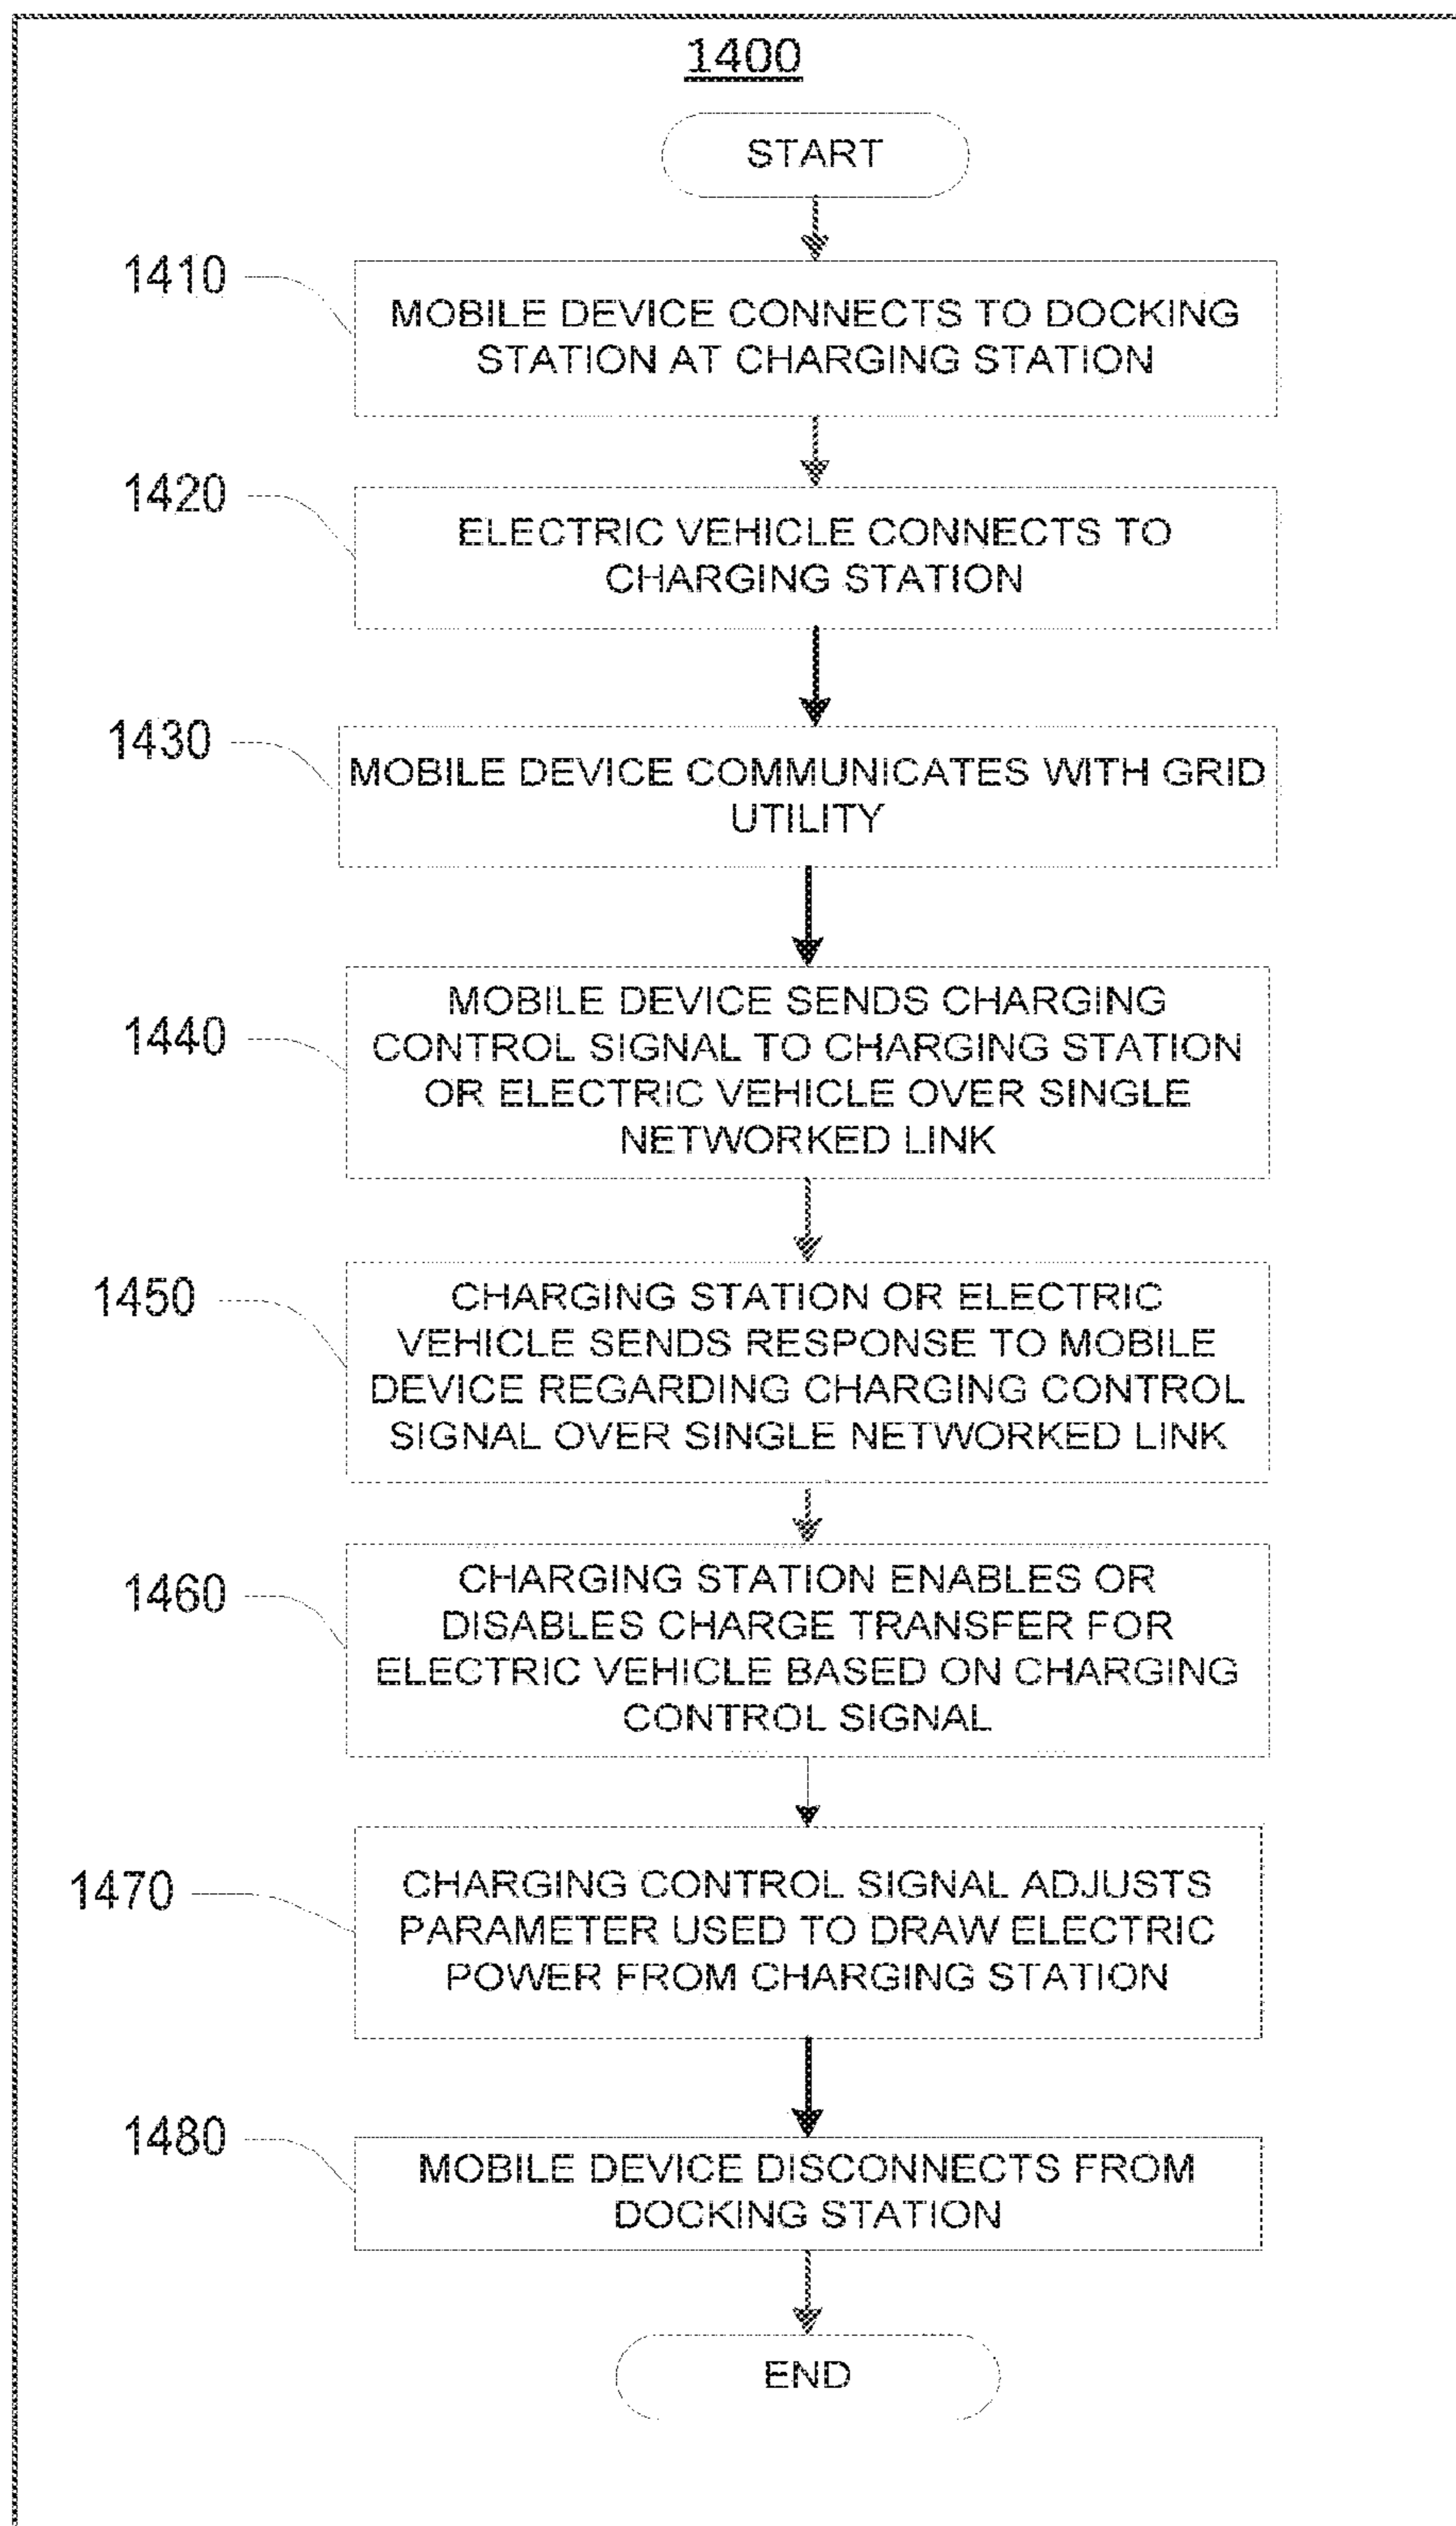 1400
START
1410
MOBILE DEVICE CONNECTS TO DOCKING
STATION AT CHARGING STATION
1420
ELECTRIC VEHICLE CONNECTS TO
CHARGING STATION
1430
MOBILE DEVICE COMMUNICATES WITH GRID
UTILITY
1440
MOBILE DEVICE SENDS CHARGING
CONTROL SIGNAL TO CHARGING STATION
OR ELECTRIC VEHICLE OVER SINGLE
NETWORKED LINK
1450
CHARGING STATION OR ELECTRIC
VEHICLE SENDS RESPONSE TO MOBILE
DEVICE REGARDING CHARGING CONTROL
SIGNAL OVER SINGLE NETWORKED LINK
1460
CHARGING STATION ENABLES OR
DISABLES CHARGE TRANSFER FOR
ELECTRIC VEHICLE BASED ON CHARGING
CONTROL SIGNAL
1470
CHARGING CONTROL SIGNAL ADJUSTS
PARAMETER USED TO DRAW ELECTRIC
POWER FROM CHARGING STATION
1480
MOBILE DEVICE DISCONNECTS FROM
DOCKING STATION
END